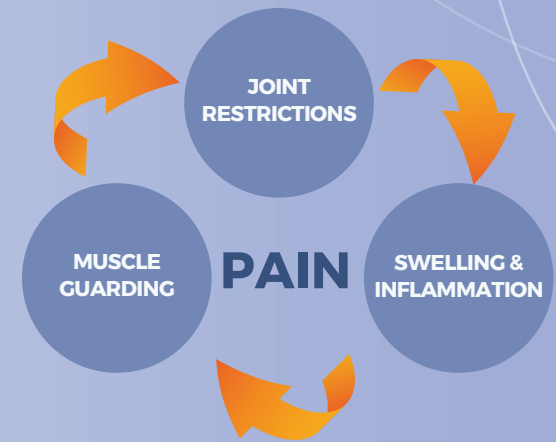 JOINT
RESTRICTIONS
MUSCLE
GUARDING
PAIN
SWELLING &
INFLAMMATION